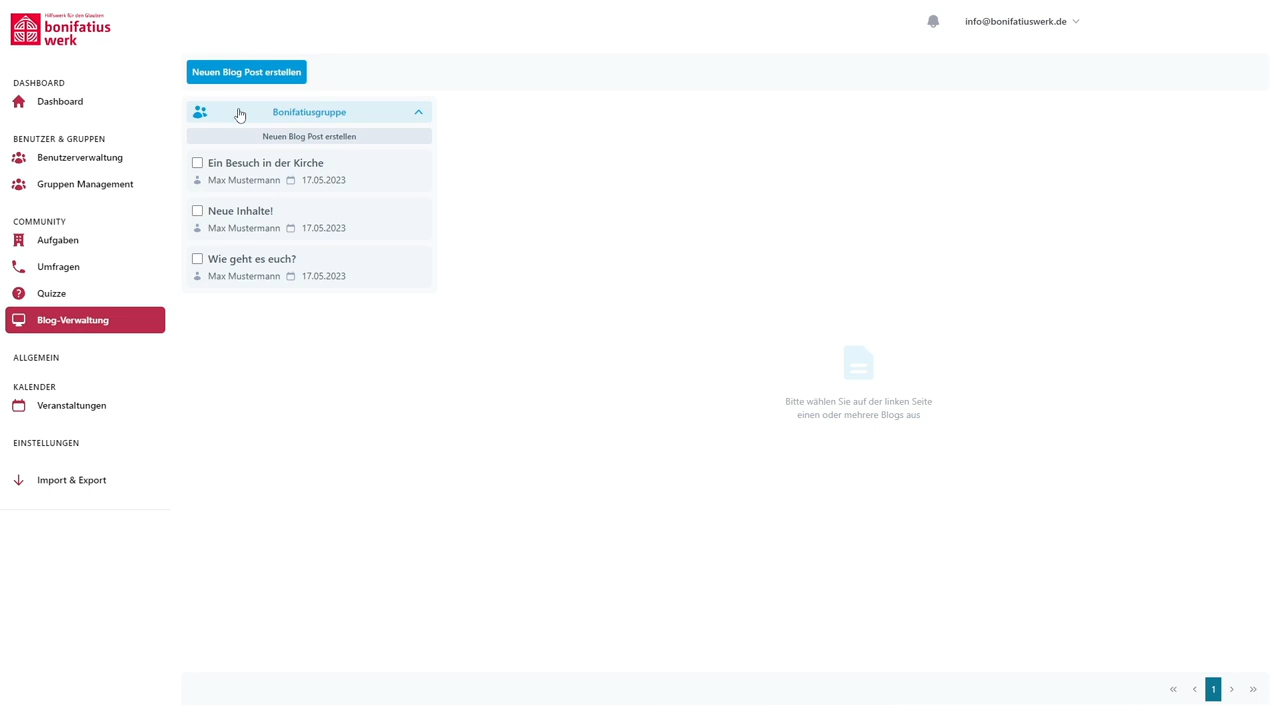 Hilfswerk für den Glauben
bonifatius
werk
info@bonifatiuswerk.de
DASHBOARD
Dashboard
BENUTZER & GRUPPEN
Benutzerverwaltung
Gruppen Management
COMMUNITY
Aufgaben
Umfragen
Quizze
Blog-Verwaltung
ALLGEMEIN
KALENDER
Veranstaltungen
EINSTELLUNGEN
Import & Export
Neuen Blog Post erstellen
Bonifatiusgruppe
Neuen Blog Post erstellen
Ein Besuch in der Kirche
Max Mustermann 17.05.2023
Neue Inhalte!
Max Mustermann 17.05.2023
Wie geht es euch?
Max Mustermann 17.05.2023
Bitte wählen Sie auf der linken Seite
einen oder mehrere Blogs aus
« ‹ 1 › »